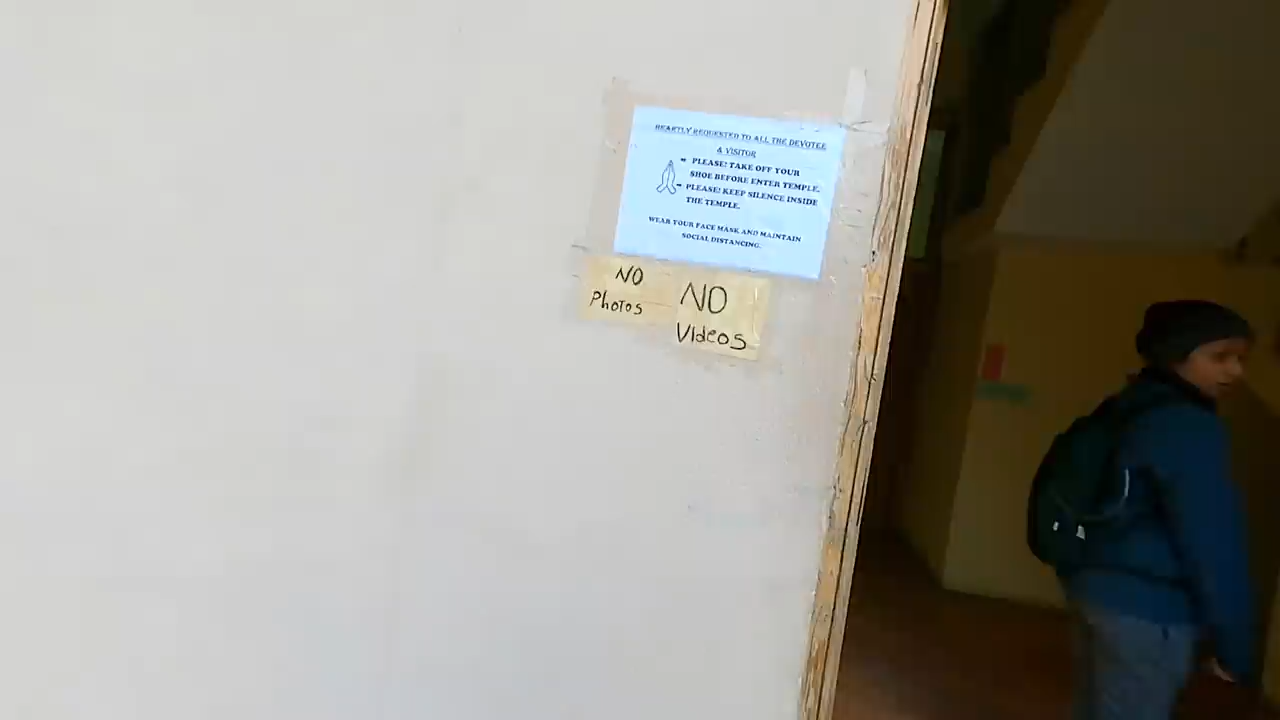 HEARTLY REQUESTED TO ALL THE DEVOTEE
& VISITOR
PLEASE! TAKE OFF YOUR
SHOE BEFORE ENTER TEMPLE.
PLEASE! KEEP SILENCE INSIDE
THE TEMPLE.
WEAR YOUR FACE MASK AND MAINTAIN
SOCIAL DISTANCING.
NO
PhoTos
NO
VIdeoS